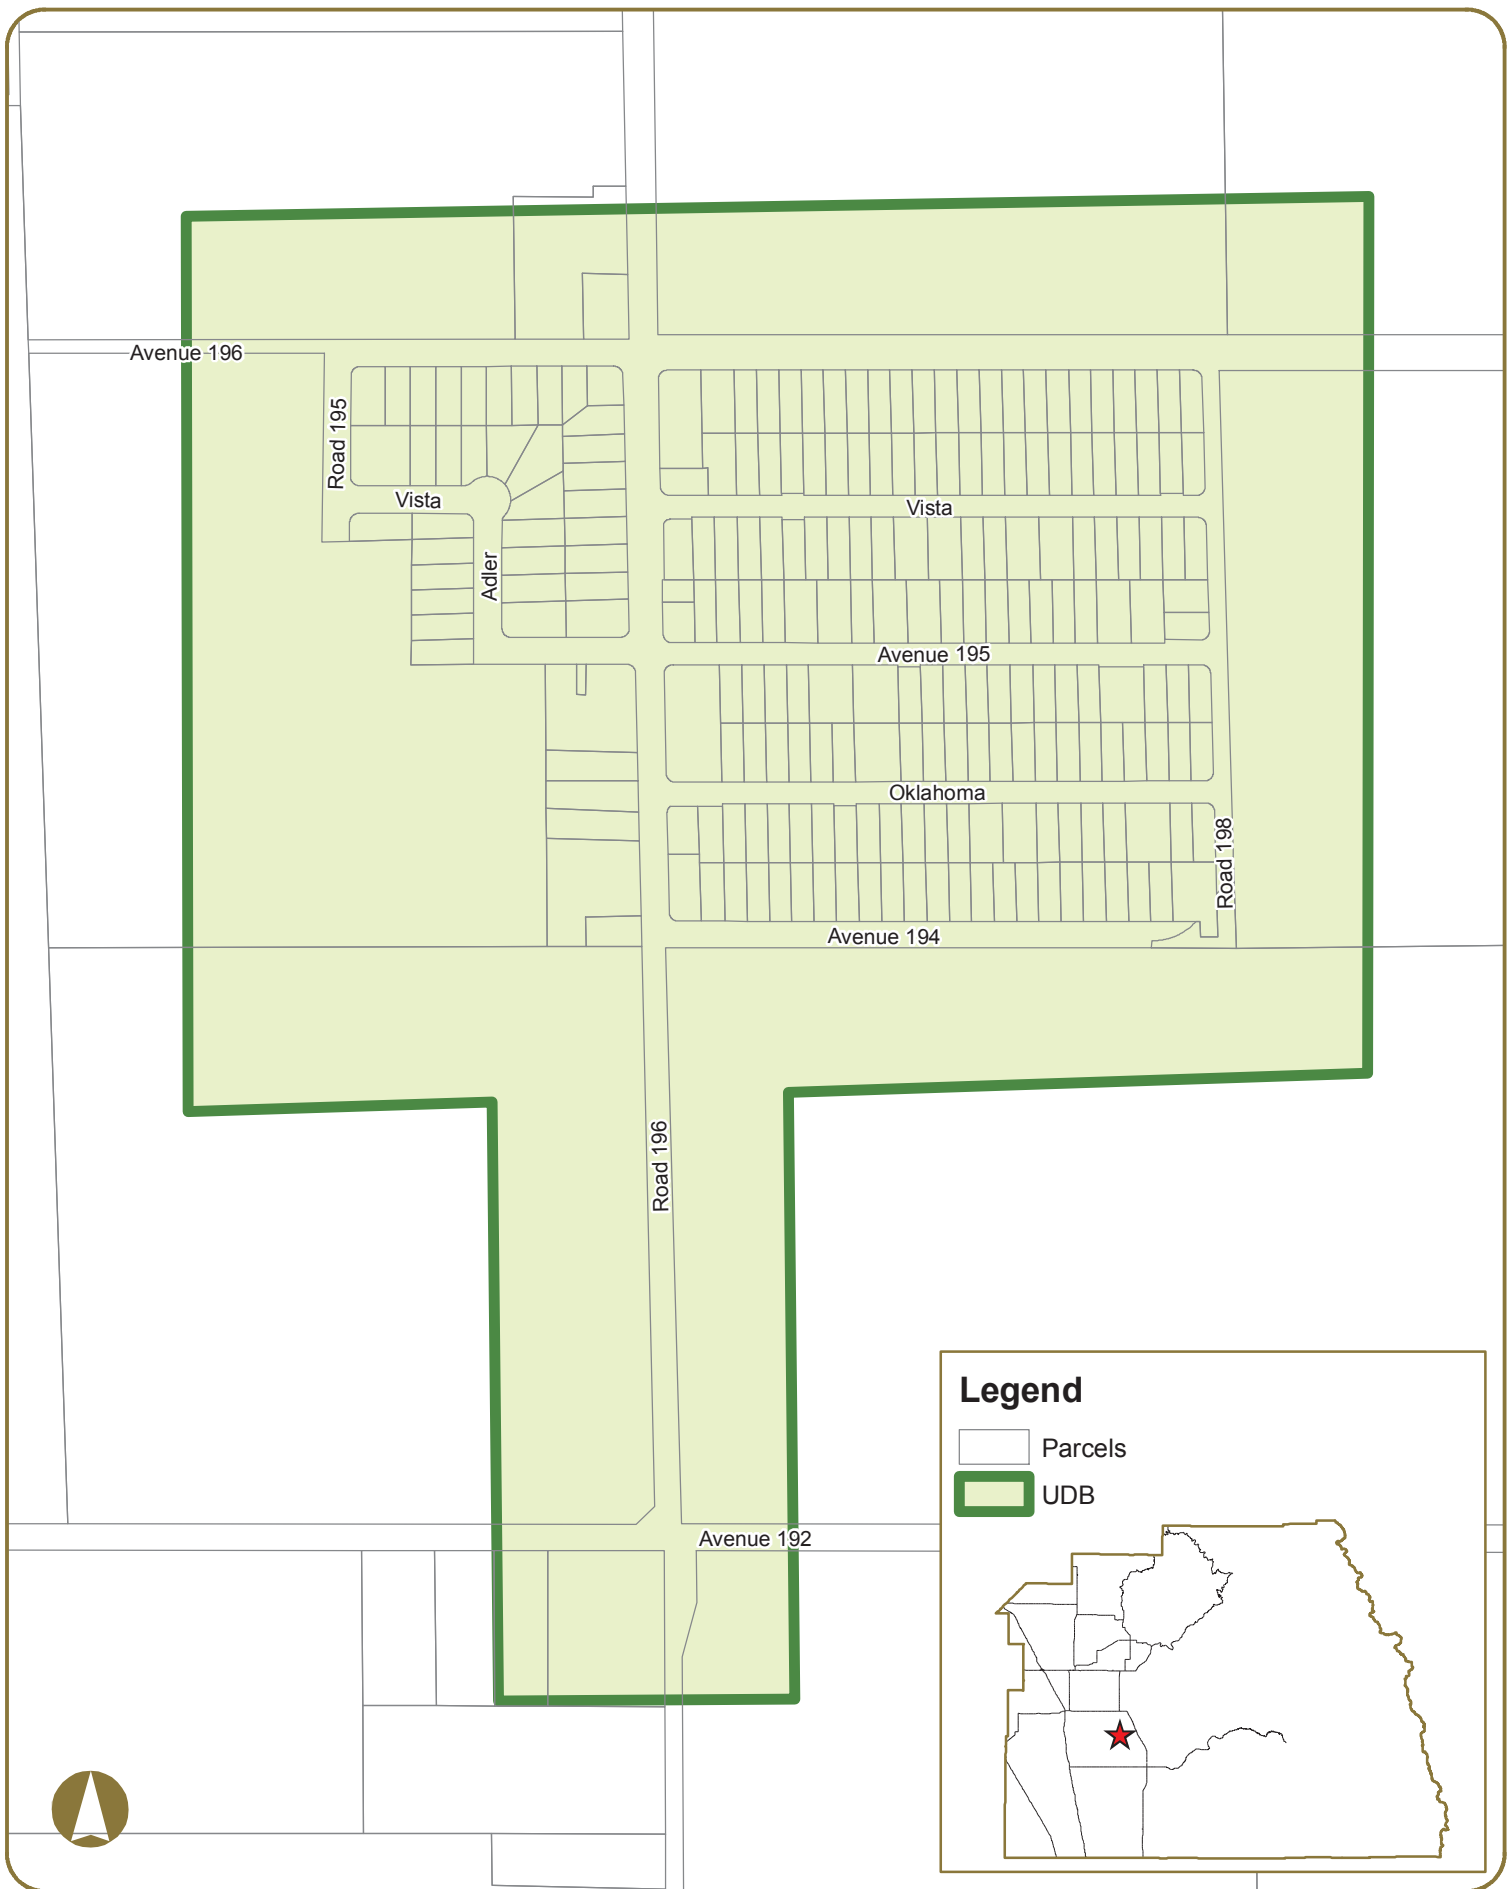 Avenue 196
Road 195
Vista
Vista
Adler
Avenue 195
Oklahoma
Road 198
Avenue 194
Road 196
Avenue 192
Legend
Parcels
UDB